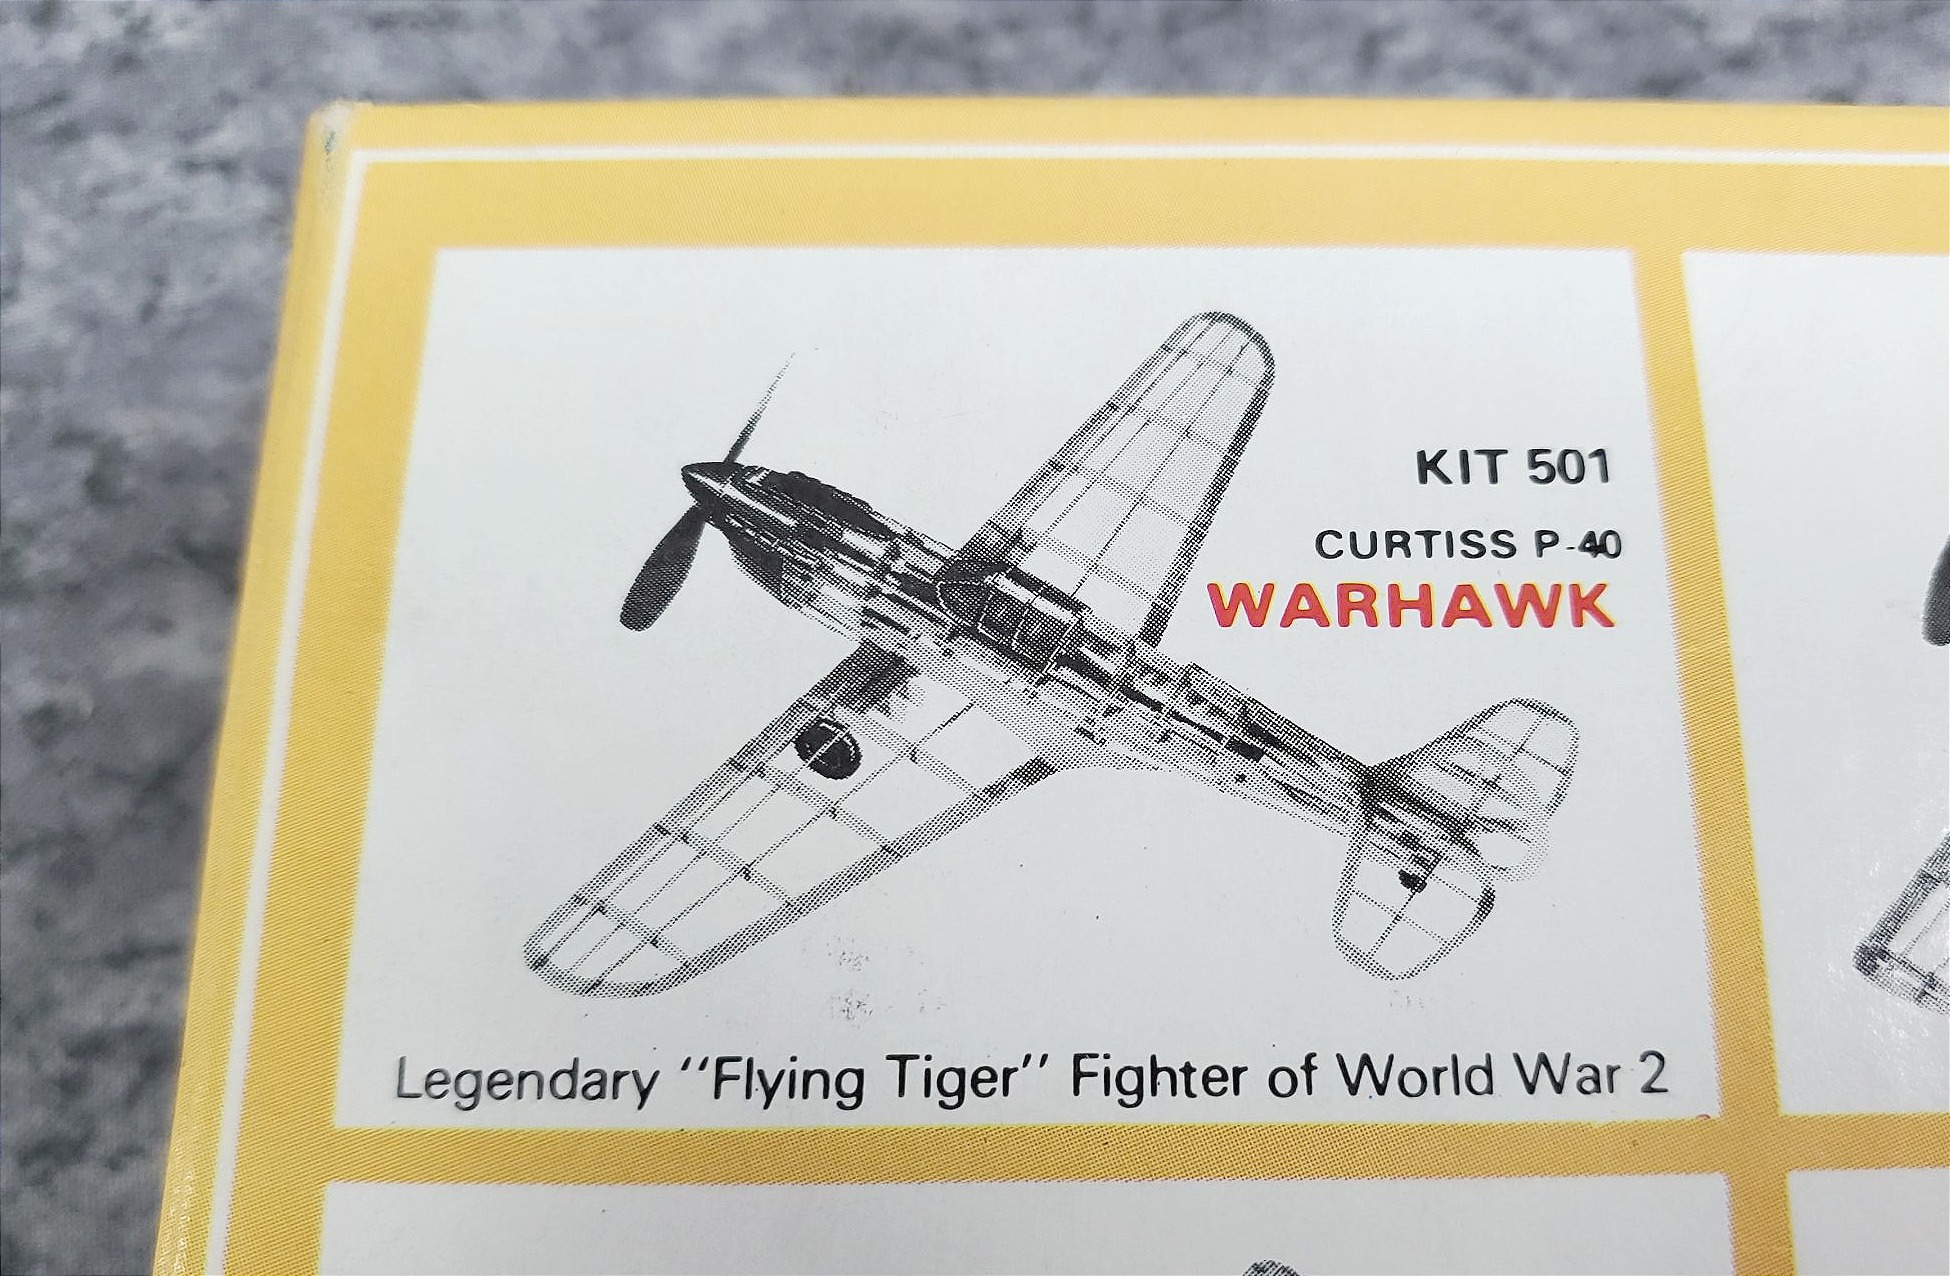 KIT 501
CURTISS P-40
WARHAWK
Legendary "Flying Tiger" Fighter of World War 2